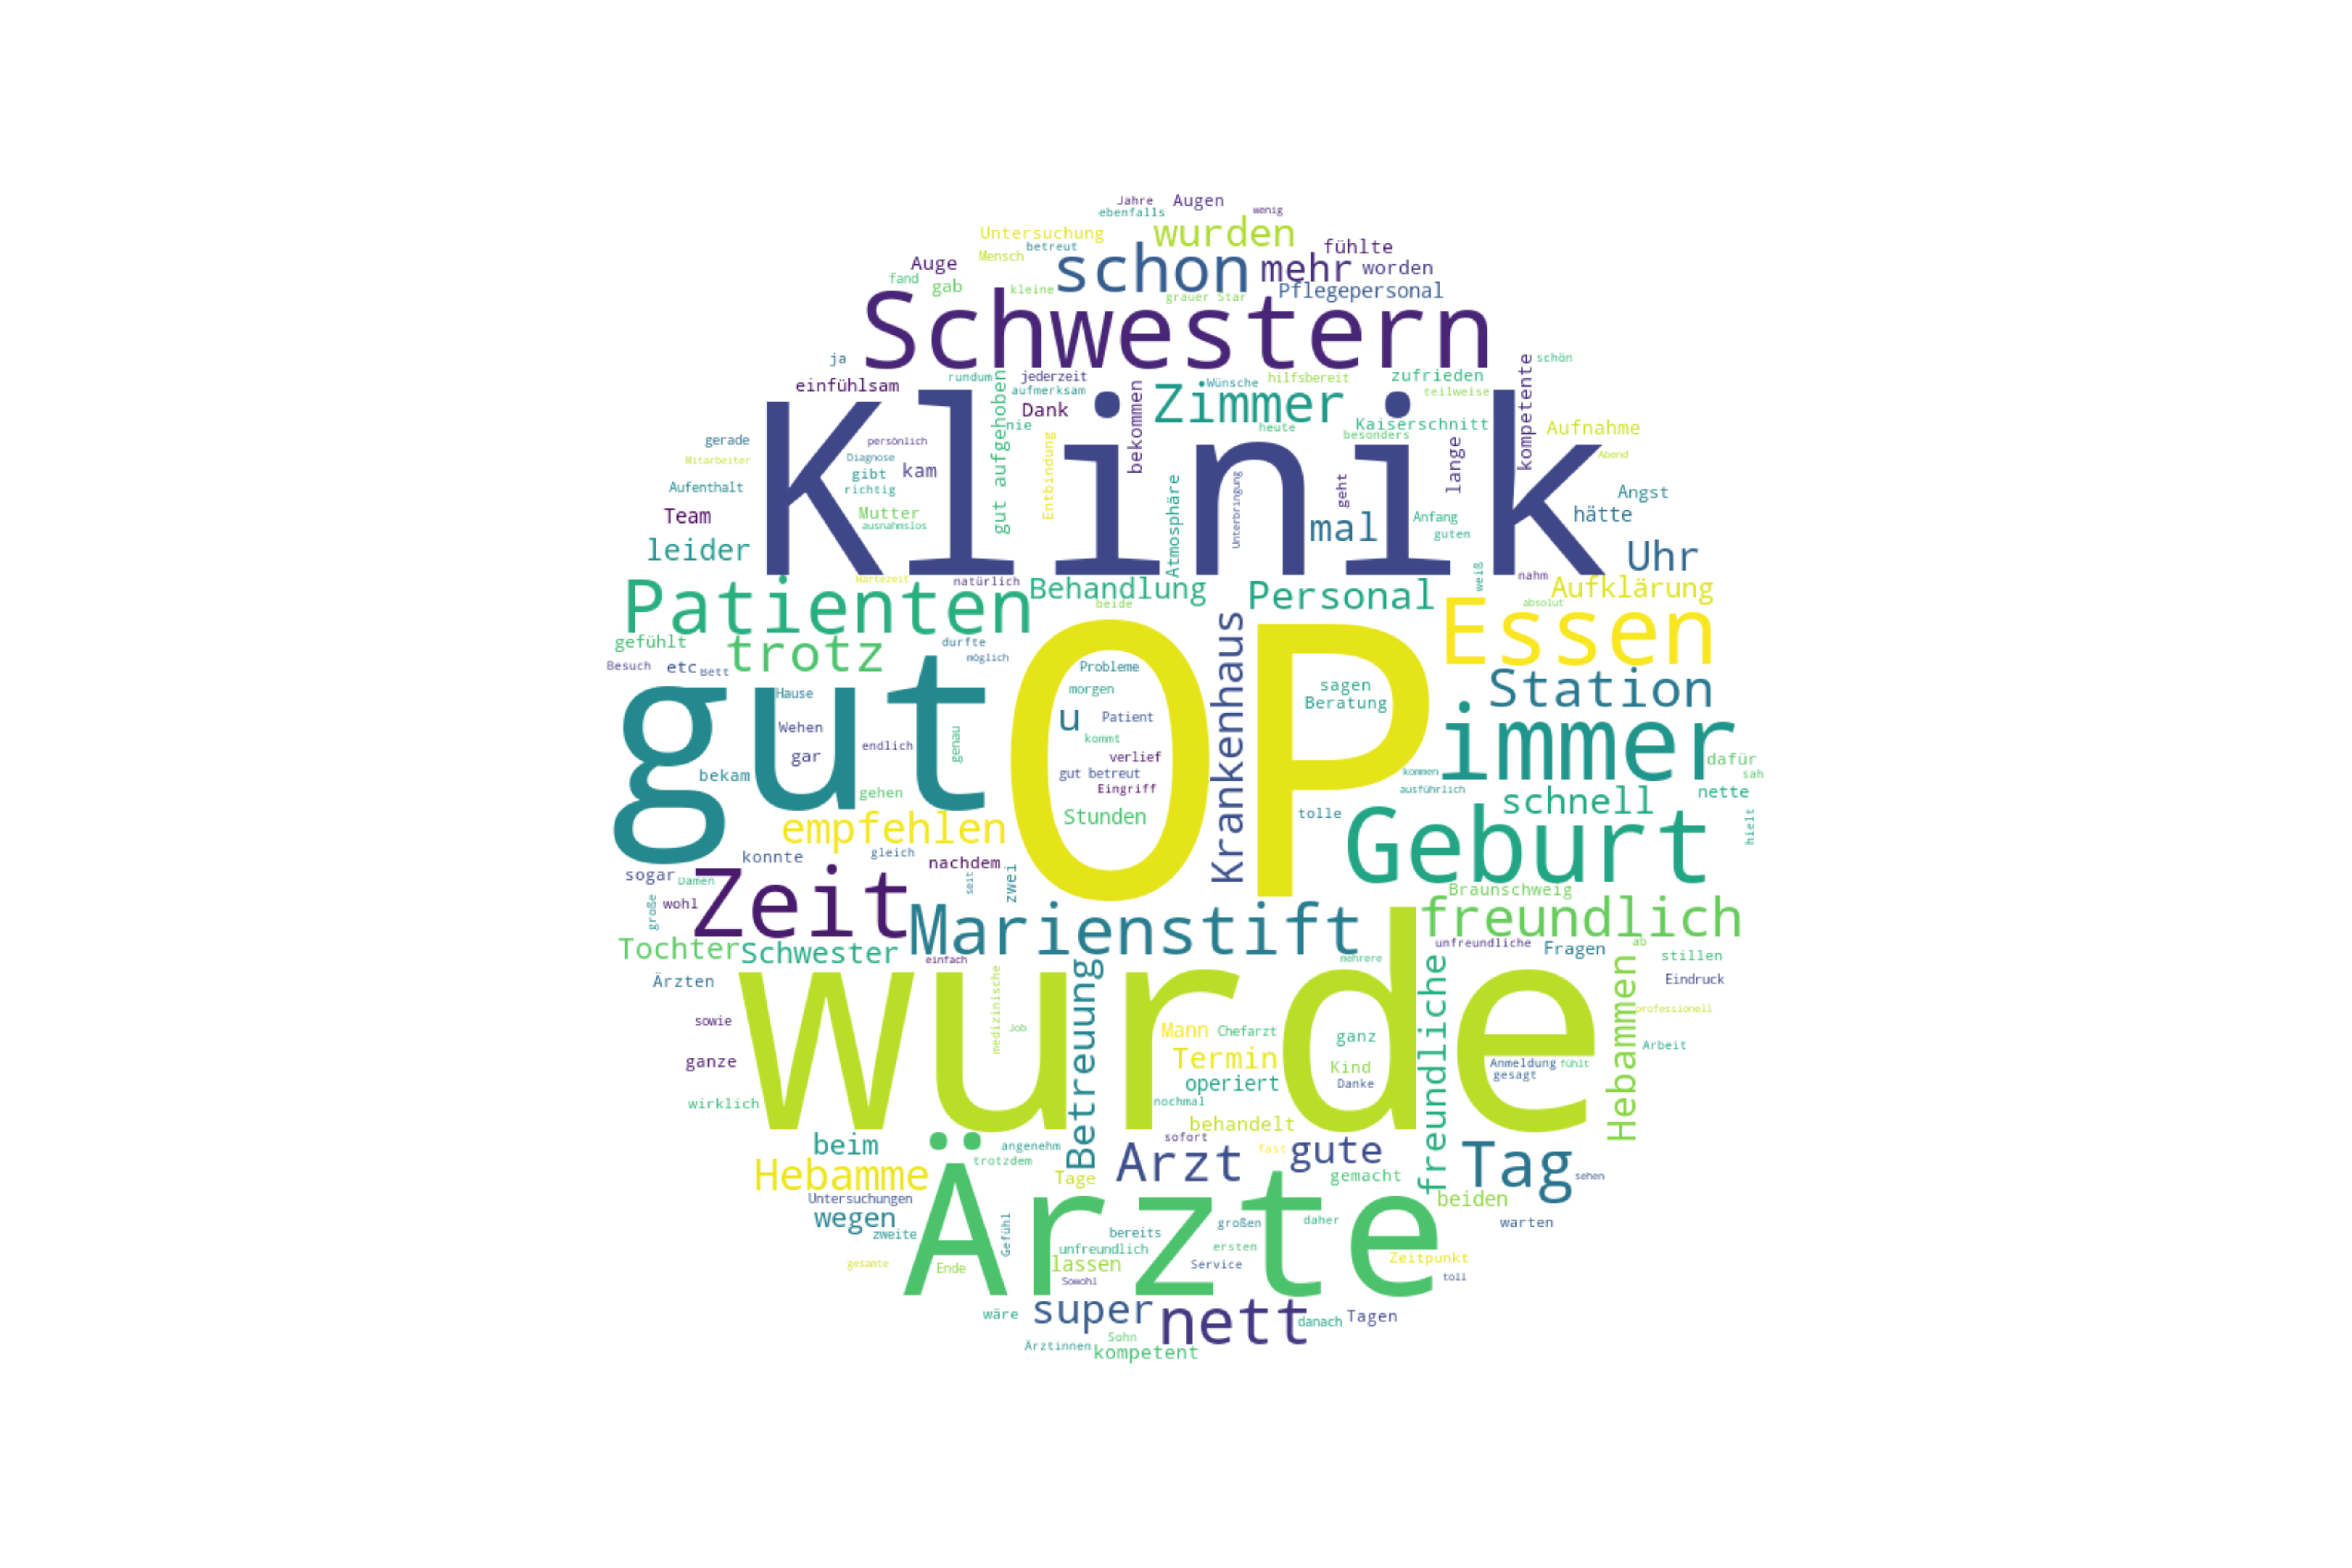 Jahre
Augen
wenig
ebenfalls
Untersuchung
wurden
betreut
fühlte
Mensch
Auge
schon
mehr
worden
fand
gab
kleine
grauer Star
Pflegepersonal
Schwestern
ja
schön
einfühlsam
rundum
jederzeit
aufmerksam
Zimmer
Wünsche
hilfsbereit
zufrieden
teilweise
kompetente
Dank
nie
bekommen
heute
Kaiserschnitt
besonders
Aufnahme
gerade
persönlich
gut aufgehoben
Klinik
Mitarbeiter
Diagnose
gibt
kam
Entbindung
lange
Abend
Aufenthalt
richtig
Atmosphäre
Unterbringung
geht
Angst
Team
Mutter
ausnahmslos
mal
Anfang
guten
hätte
leider
Uhr
Wartezeit
natürlich
Behandlung
Personal
weiß
nahm
Aufklärung
Patienten
beide
Essen
absolut
gefühlt
trotz
durfte
möglich
Besuch
etc
Bett
Probleme
Krankenhaus
sagen
Station
Hause
morgen
Beratung
gut
Wehen
u
Patient
OP
immer
gar
endlich
genau
kommt
verlief
dafür
bekam
gut betreut
kommen
sah
gehen
Eingriff
ausführlich
nette
empfehlen
Stunden
tolle
schnell
hielt
konnte
gleich
nachdem
Geburt
sogar
Damen
seit
zwei
Braunschweig
große
wohl
Zeit
Marienstift
freundlich
Tochter
Schwester
einfach
unfreundliche
Fragen
ab
stillen
mehrere
Ärzten
medizinische
Betreuung
freundliche
Hebammen
Eindruck
professionell
sowie
Job
Mann
Chefarzt
ganz
wurde
Arbeit
ganze
Termin
Kind
Anmeldung
fühlt
gesagt
operiert
Danke
wirklich
nochmal
behandelt
beim
angenehm
sofort
fast
gute
Hebamme
trotzdem
Arzt
Tag
Tage
gemacht
sehen
Untersuchungen
beiden
wegen
zweite
Gefühl
bereits
großen
daher
warten
unfreundlich
ersten
Ärzte
gesamte
Ende
lassen
Service
Zeitpunkt
Sowohl
toll
wäre
super
nett
danach
Tagen
Sohn
Ärztinnen
kompetent